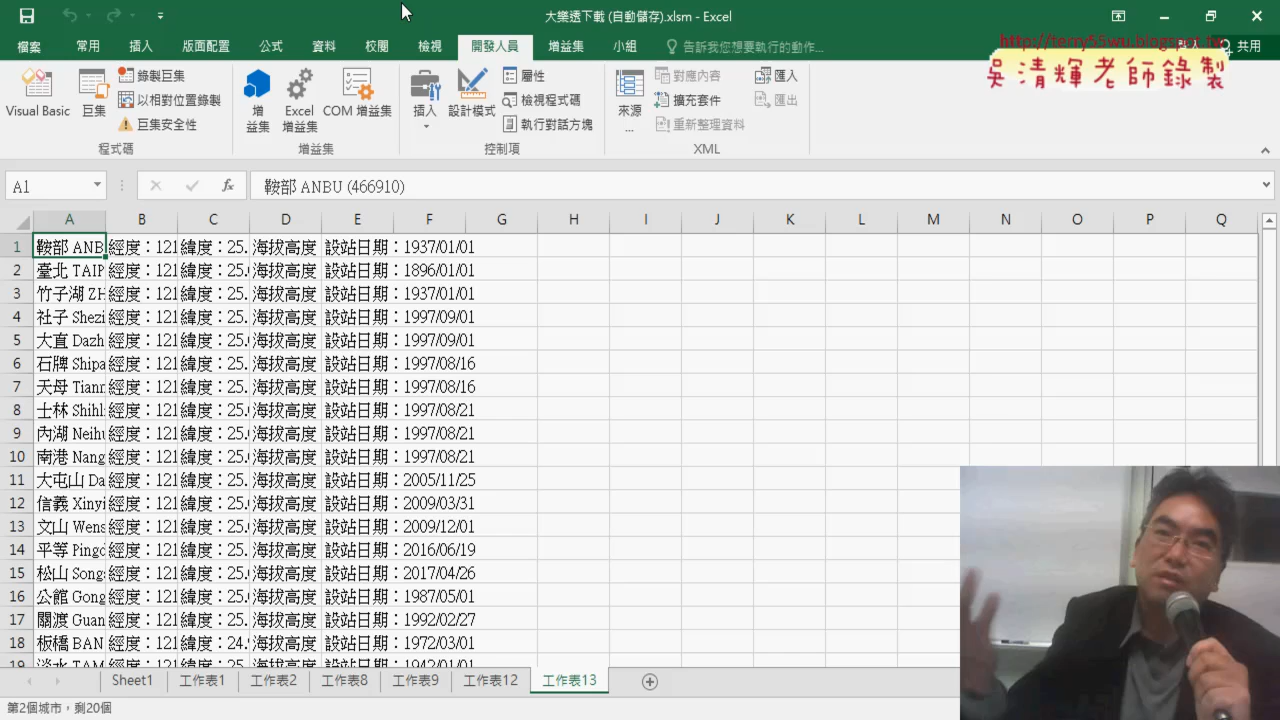 大樂透下載 (自動儲存).xlsm - Excel
檔案 常用 插入 版面配置 公式 資料 校閱 檢視 開發人員 增益集 小組 告訴我您想要執行的動作... 共用
http://terry55wu.blogspot.tw
吳清輝老師錄製
Visual Basic 巨集 錄製巨集 以相對位置錄製 巨集安全性 程式碼
增益集 Excel 增益集 COM 增益集 增益集
插入 設計模式 屬性 檢視程式碼 執行對話方塊 控制項
來源... 對應內容 擴充套件 重新整理資料 匯入 匯出 XML
A1 fx 鞍部 ANBU (466910)
A B C D E F G H I J K L M N O P Q
1 鞍部 ANB 經度：121 緯度：25. 海拔高度 設站日期：1937/01/01
2 臺北 TAIP 經度：121 緯度：25.0 海拔高度 設站日期：1896/01/01
3 竹子湖 ZH 經度：121 緯度：25. 海拔高度 設站日期：1937/01/01
4 社子 Shezi 經度：121 緯度：25. 海拔高度 設站日期：1997/09/01
5 大直 Dazh 經度：121 緯度：25.0 海拔高度 設站日期：1997/09/01
6 石牌 Shipa 經度：121 緯度：25. 海拔高度 設站日期：1997/08/16
7 天母 Tianm 經度：121 緯度：25. 海拔高度 設站日期：1997/08/16
8 士林 Shihl 經度：121 緯度：25.0 海拔高度 設站日期：1997/08/21
9 內湖 Neihu 經度：121 緯度：25.0 海拔高度 設站日期：1997/08/21
10 南港 Nang 經度：121 緯度：25.0 海拔高度 設站日期：1997/08/21
11 大屯山 Da 經度：121 緯度：25. 海拔高度 設站日期：2005/11/25
12 信義 Xinyi 經度：121 緯度：25.0 海拔高度 設站日期：2009/03/31
13 文山 Wens 經度：121 緯度：25.0 海拔高度 設站日期：2009/12/01
14 平等 Pingd 經度：121 緯度：25. 海拔高度 設站日期：2016/06/19
15 松山 Song 經度：121 緯度：25.0 海拔高度 設站日期：2017/04/26
16 公館 Gong 經度：121 緯度：25.0 海拔高度 設站日期：1987/05/01
17 關渡 Guan 經度：121 緯度：25. 海拔高度 設站日期：1992/02/27
18 板橋 BAN 經度：121 緯度：24.9 海拔高度 設站日期：1972/03/01
19 淡水 TAM 經度：121 緯度：25. 海拔高度 設站日期：1942/01/01
Sheet1 工作表1 工作表2 工作表8 工作表9 工作表12 工作表13
第2個城市，剩20個